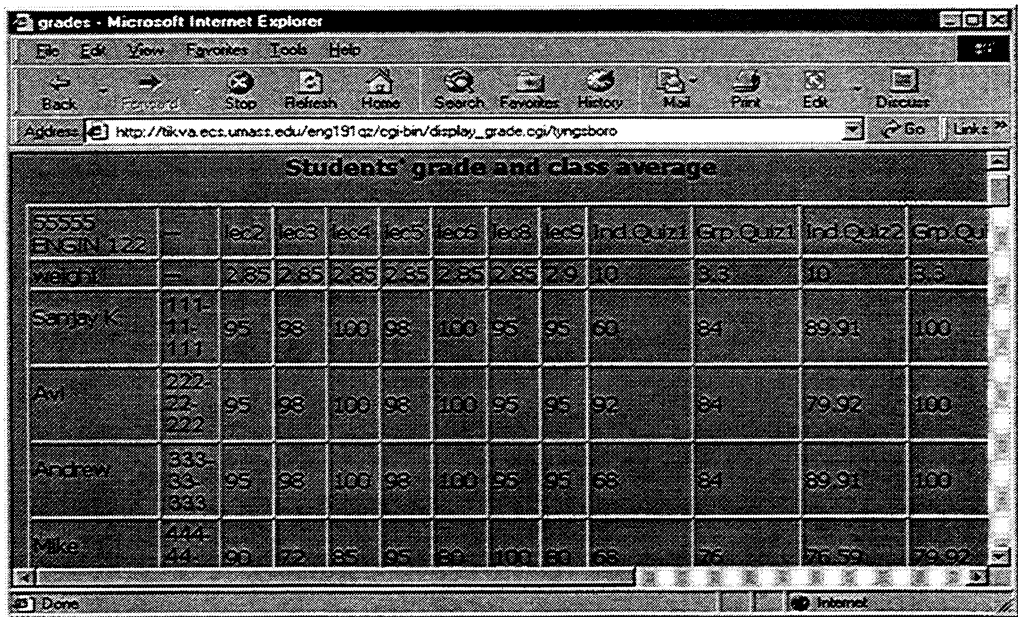 grades - Microsoft Internet Explorer
File Edit View Favorites Tools Help
Back Forward Stop Refresh Home Search Favorites History Mail Print Edit Discuss
Address http://tikva.ecs.umass.edu/eng191qz/cgi-bin/display_grade.cgi/tyngsboro Go Links »
Students' grade and class average
55555 ENGIN 122 -- lec2 lec3 lec4 lec5 lec6 lec8 lec9 Ind.Quiz1 Grp.Quiz1 Ind.Quiz2 Grp.Qu
weight -- 2.85 2.85 2.85 2.85 2.85 2.85 2.9 10 3.3 10 3.3
Sanjay K 111-11-111 95 98 100 98 100 95 95 60 84 89.91 100
Avi 222-22-222 95 98 100 98 100 95 95 92 84 79.92 100
Andrew 333-33-333 95 98 100 98 100 95 95 68 84 89.91 100
Mike 444-44- 90 72 85 95 80 100 80 68 76 76.59 79.92
Done Internet